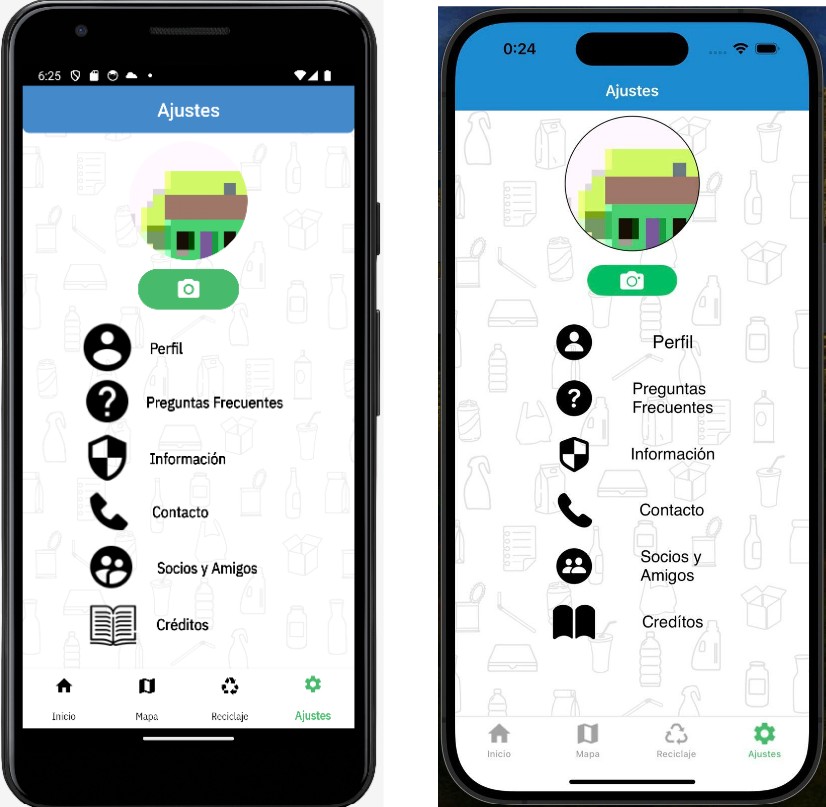 6:25
Ajustes
Perfil
Preguntas Frecuentes
Información
Contacto
Socios y Amigos
Créditos
Inicio
Mapa
Reciclaje
Ajustes
0:24
Ajustes
Perfil
Preguntas
Frecuentes
Información
Contacto
Socios y
Amigos
Credítos
Inicio
Mapa
Reciclaje
Ajustes